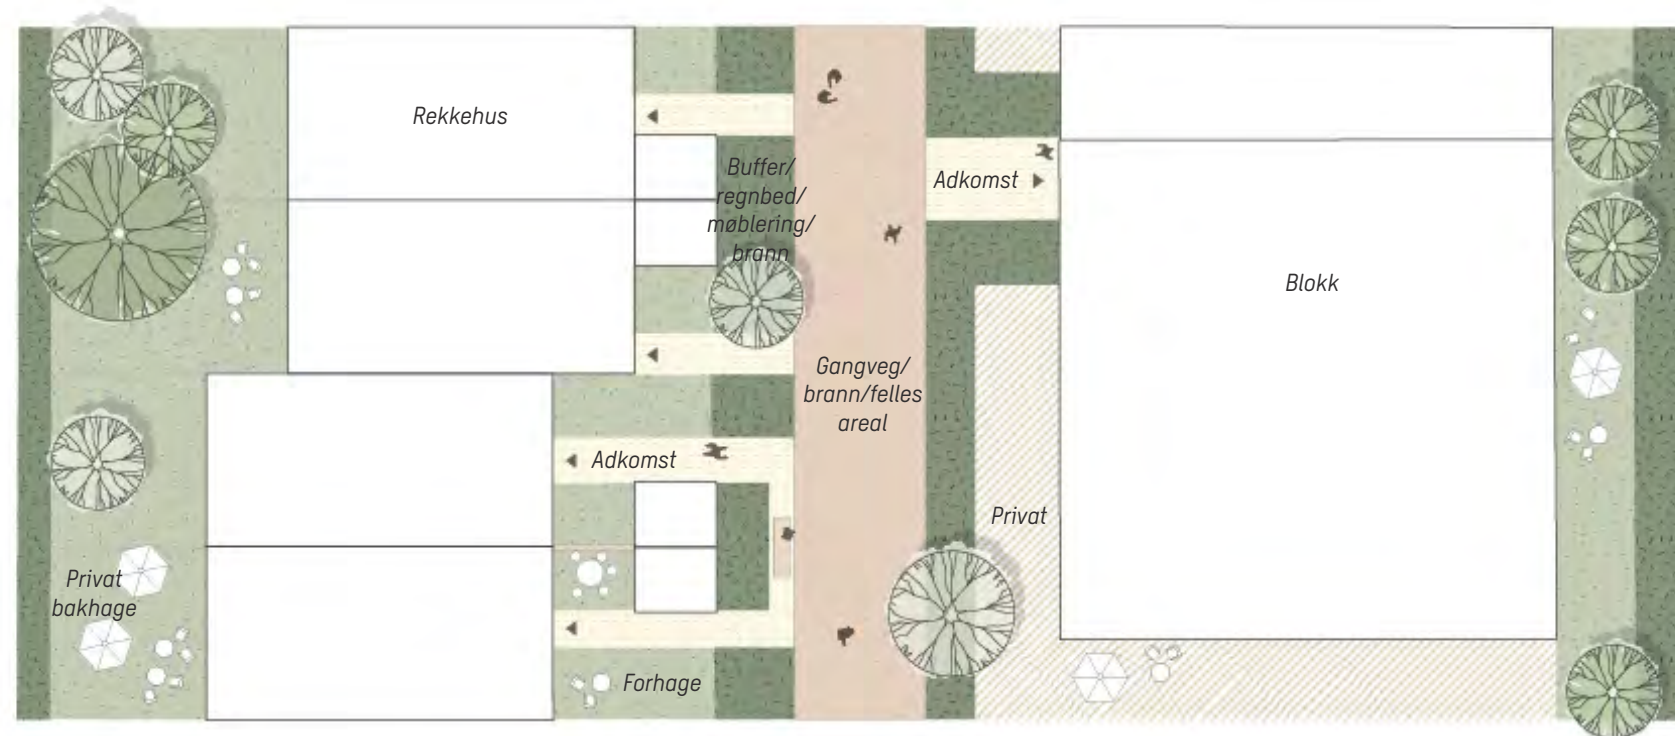 Rekkehus
Buffer/
regnbed/
møblering/
brann
Adkomst
Blokk
Gangveg/
brann/felles
areal
Adkomst
Privat
Privat
bakhage
Forhage